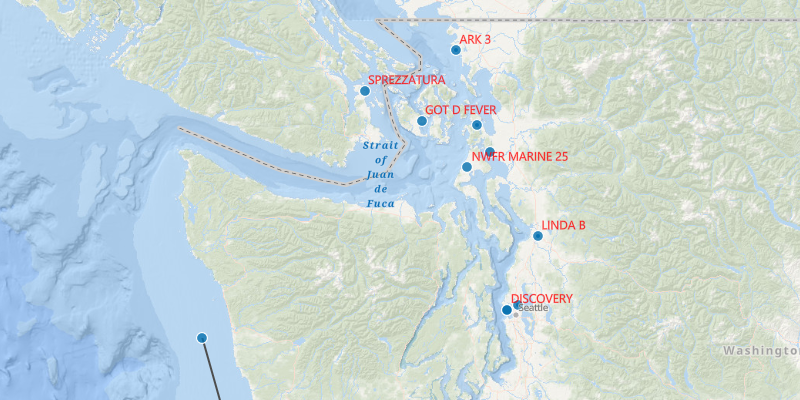 ARK 3
SPREZZATURA
GOT D FEVER
Strait
of
Juan
de
Fuca
NWFR MARINE 25
LINDA B
DISCOVERY
Seattle
Washington